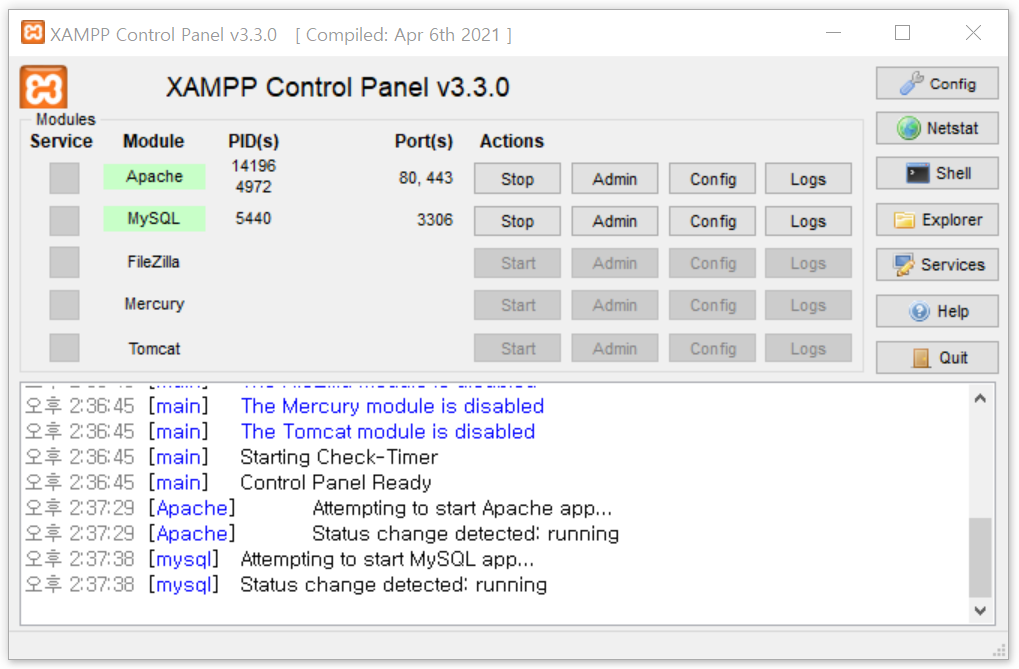 XAMPP Control Panel v3.3.0 [ Compiled: Apr 6th 2021 ]
XAMPP Control Panel v3.3.0
Config
Modules
Service Module PID(s) Port(s) Actions
Netstat
Apache 14196 4972 80, 443 Stop Admin Config Logs
Shell
MySQL 5440 3306 Stop Admin Config Logs
Explorer
FileZilla Start Admin Config Logs
Services
Mercury Start Admin Config Logs
Help
Tomcat Start Admin Config Logs
Quit
오후 2:36:45 [main] The Mercury module is disabled
오후 2:36:45 [main] The Tomcat module is disabled
오후 2:36:45 [main] Starting Check-Timer
오후 2:36:45 [main] Control Panel Ready
오후 2:37:29 [Apache] Attempting to start Apache app...
오후 2:37:29 [Apache] Status change detected: running
오후 2:37:38 [mysql] Attempting to start MySQL app...
오후 2:37:38 [mysql] Status change detected: running